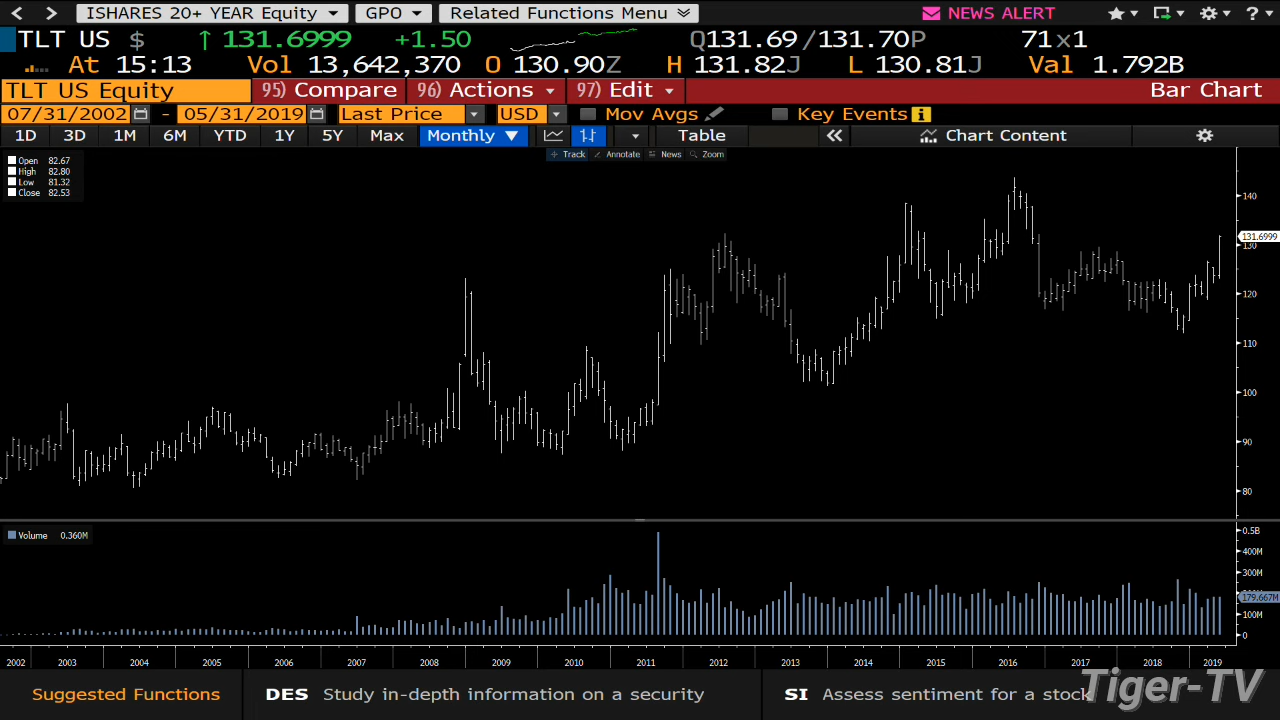 ISHARES 20+ YEAR Equity GPO Related Functions Menu NEWS ALERT ?
TLT US $ ↑ 131.6999 +1.50 Q131.69 /131.70P 71x1
At 15:13 Vol 13,642,370 O 130.90Z H 131.82J L 130.81J Val 1.792B
TLT US Equity 95) Compare 96) Actions 97) Edit Bar Chart
07/31/2002 - 05/31/2019 Last Price USD Mov Avgs Key Events i
1D 3D 1M 6M YTD 1Y 5Y Max Monthly ▼ Table « Chart Content
Track Annotate News Zoom
Open 82.67
High 82.80
Low 81.32
Close 82.53
140
131.6999
130
120
110
100
90
80
Volume 0.360M
0.5B
400M
300M
179.667M
100M
0
2002 2003 2004 2005 2006 2007 2008 2009 2010 2011 2012 2013 2014 2015 2016 2017 2018 2019
Suggested Functions DES Study in-depth information on a security SI Assess sentiment for a stock
Tiger-TV